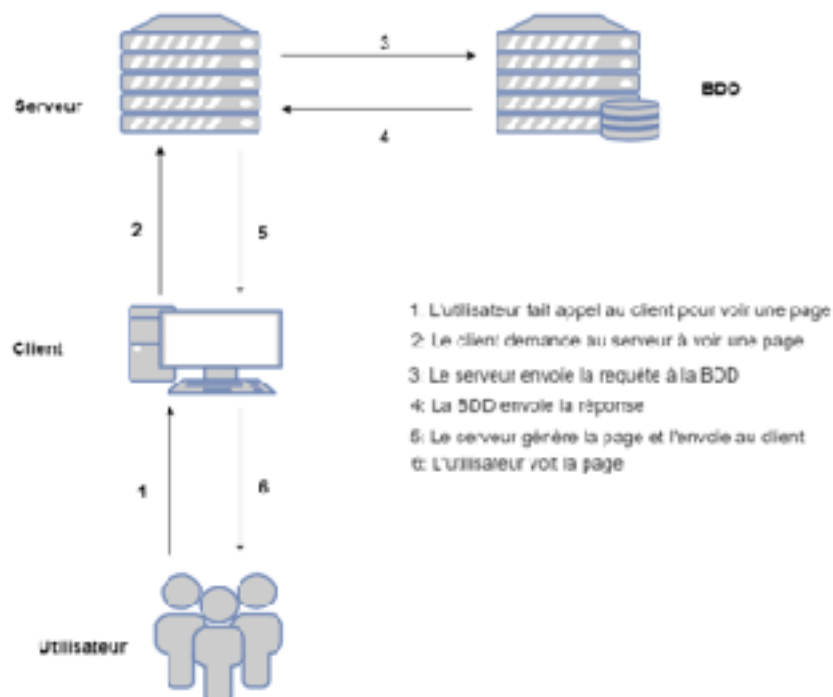 3
Serveur
BDD
4
2
5
Client
1: L'utilisateur fait appel au client pour voir une page
2: Le client demance au serveur à voir une page
3: Le serveur envoie la requête à la BDD
4: La BDD envoie la réponse
5: Le serveur génère la page et l'envoie au client
6: L'utilisateur voit la page
1
6
Utilisateur